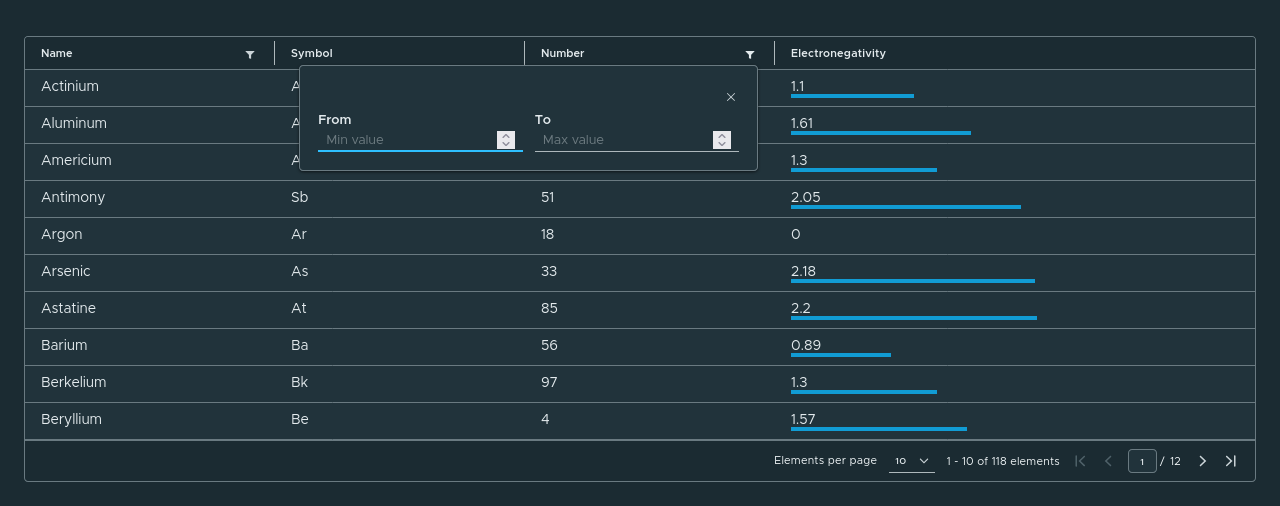 Name Symbol Number Electronegativity
Actinium A 1.1
Aluminum A 1.61
Americium A 1.3
From To
Min value Max value
Antimony Sb 51 2.05
Argon Ar 18 0
Arsenic As 33 2.18
Astatine At 85 2.2
Barium Ba 56 0.89
Berkelium Bk 97 1.3
Beryllium Be 4 1.57
Elements per page 10 1 - 10 of 118 elements 1 / 12